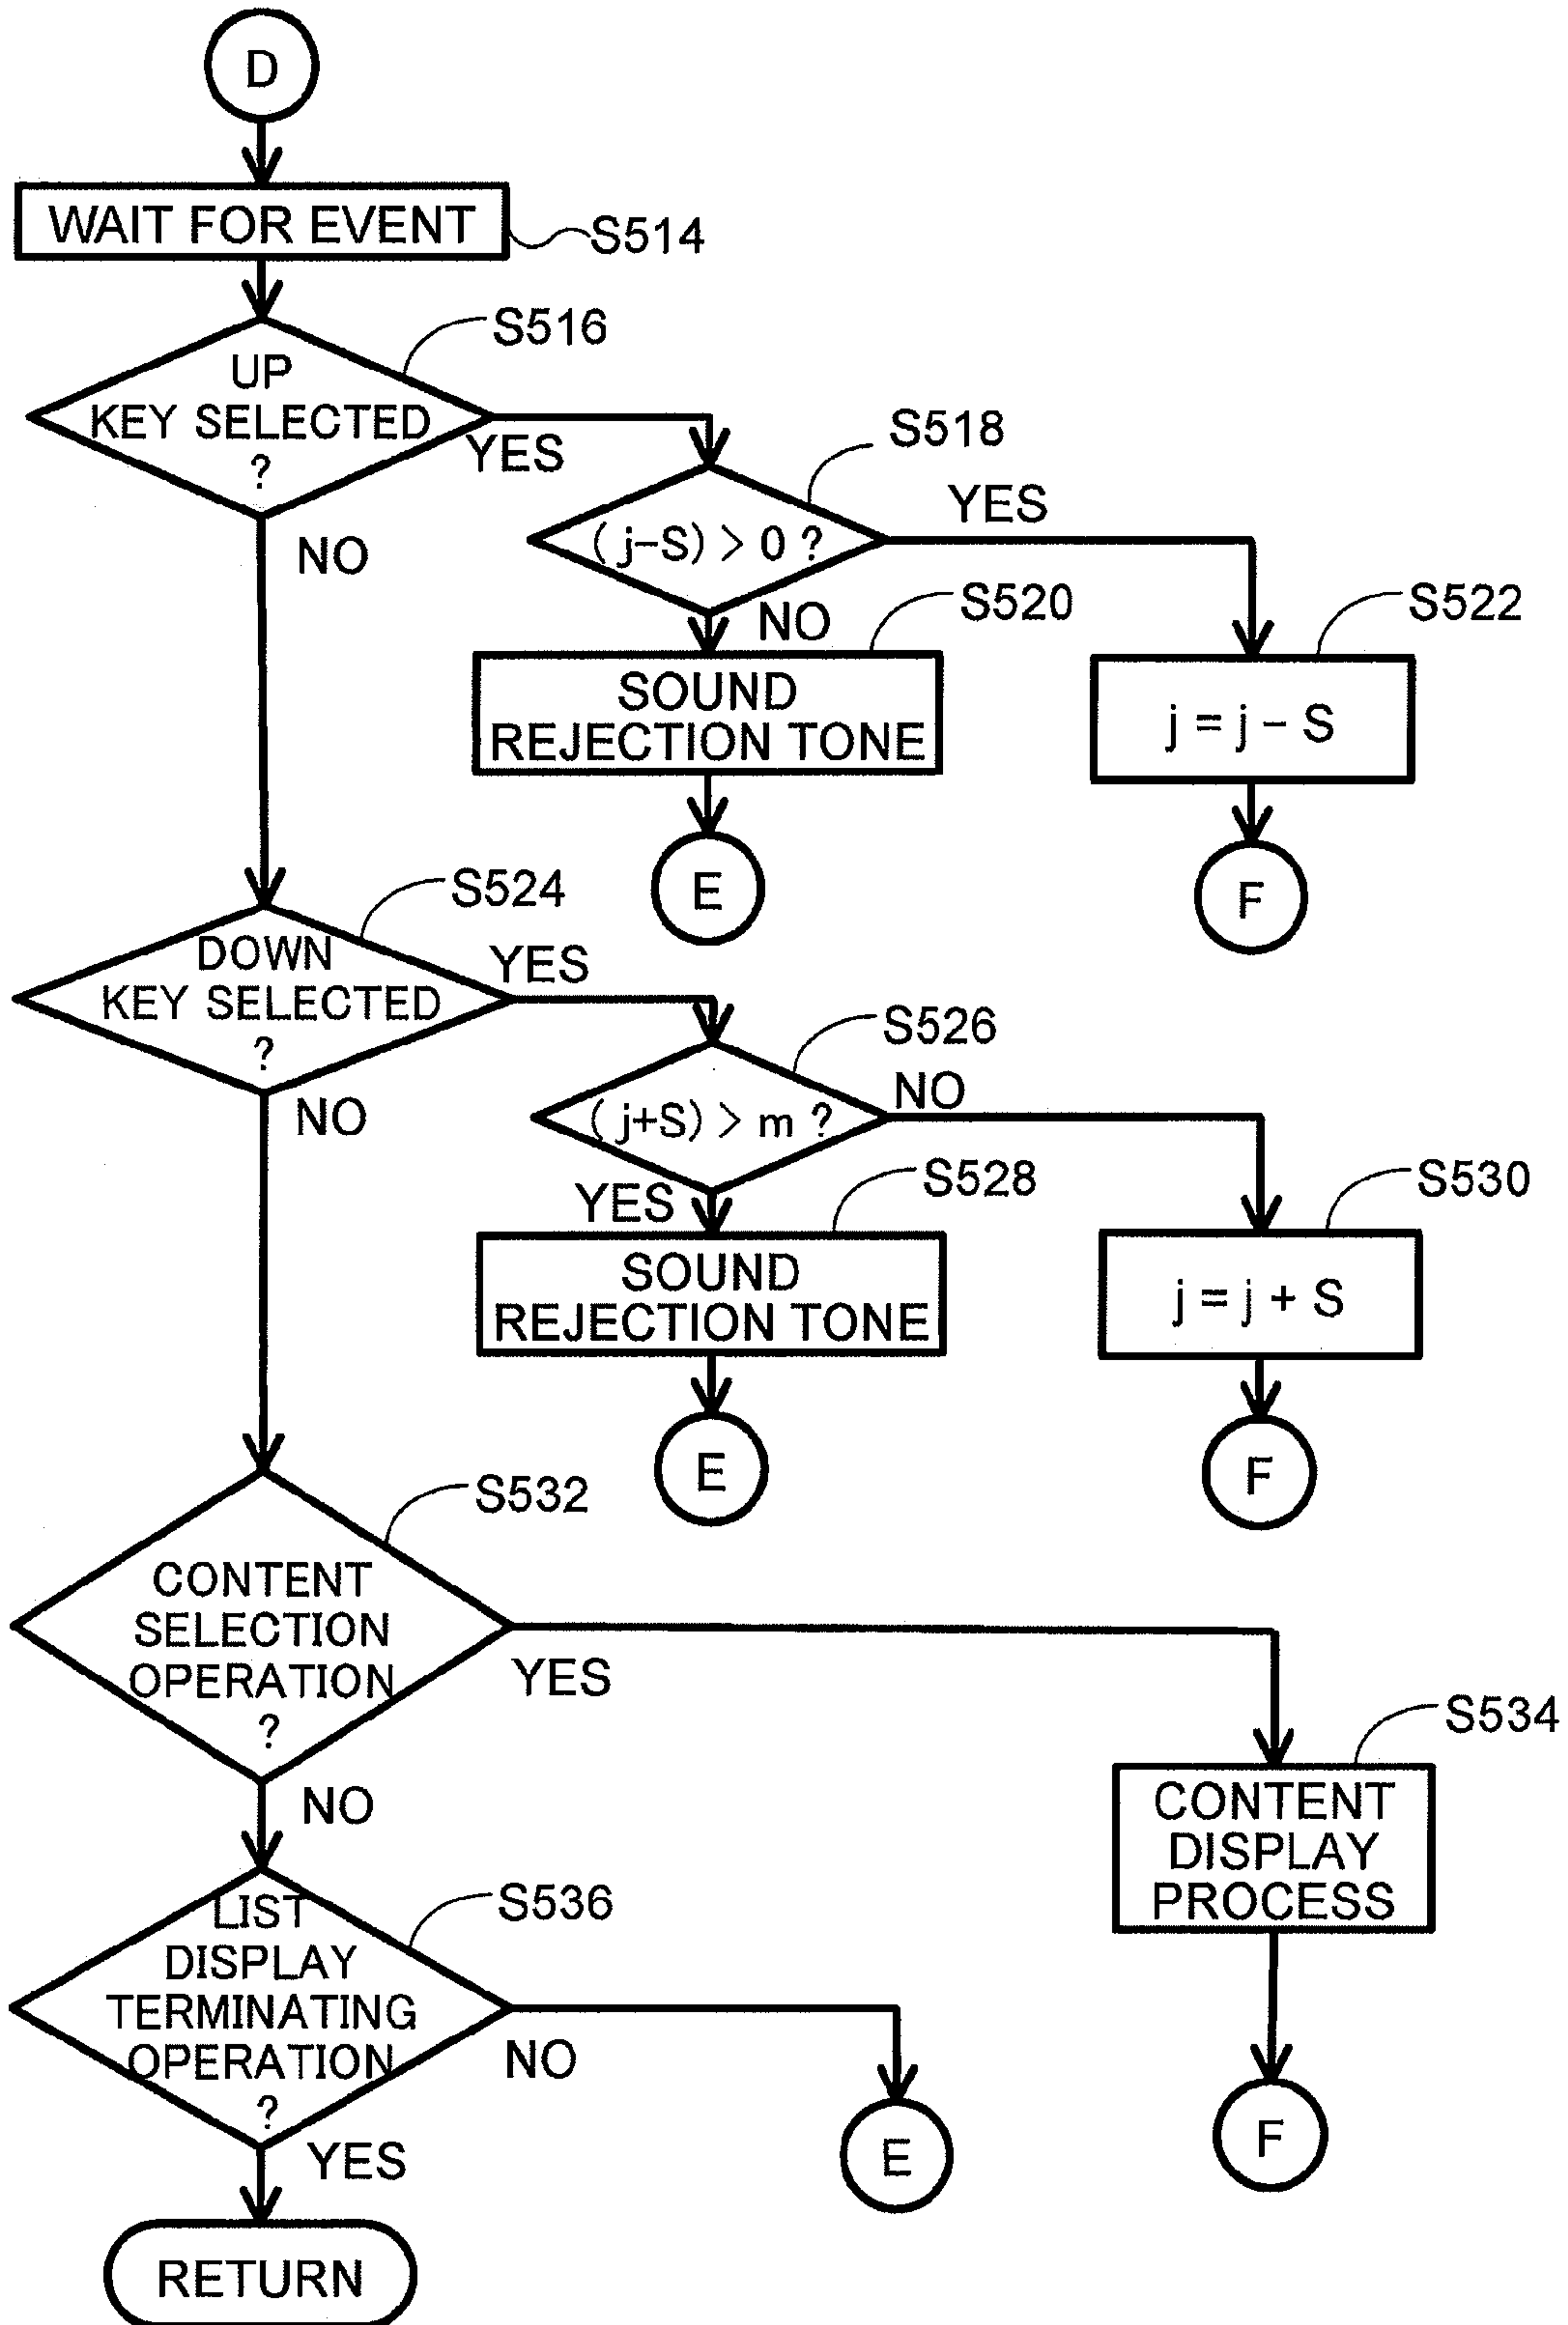 D
WAIT FOR EVENT
S514
S516
UP
KEY SELECTED
?
YES
NO
S518
(j-S) > 0 ?
YES
NO
S520
SOUND
REJECTION TONE
E
S522
j = j - S
F
S524
DOWN
KEY SELECTED
?
YES
NO
S526
(j+S) > m ?
NO
YES
S528
SOUND
REJECTION TONE
E
S530
j = j + S
F
S532
CONTENT
SELECTION
OPERATION
?
YES
NO
S534
CONTENT
DISPLAY
PROCESS
F
S536
LIST
DISPLAY
TERMINATING
OPERATION
?
NO
E
YES
RETURN